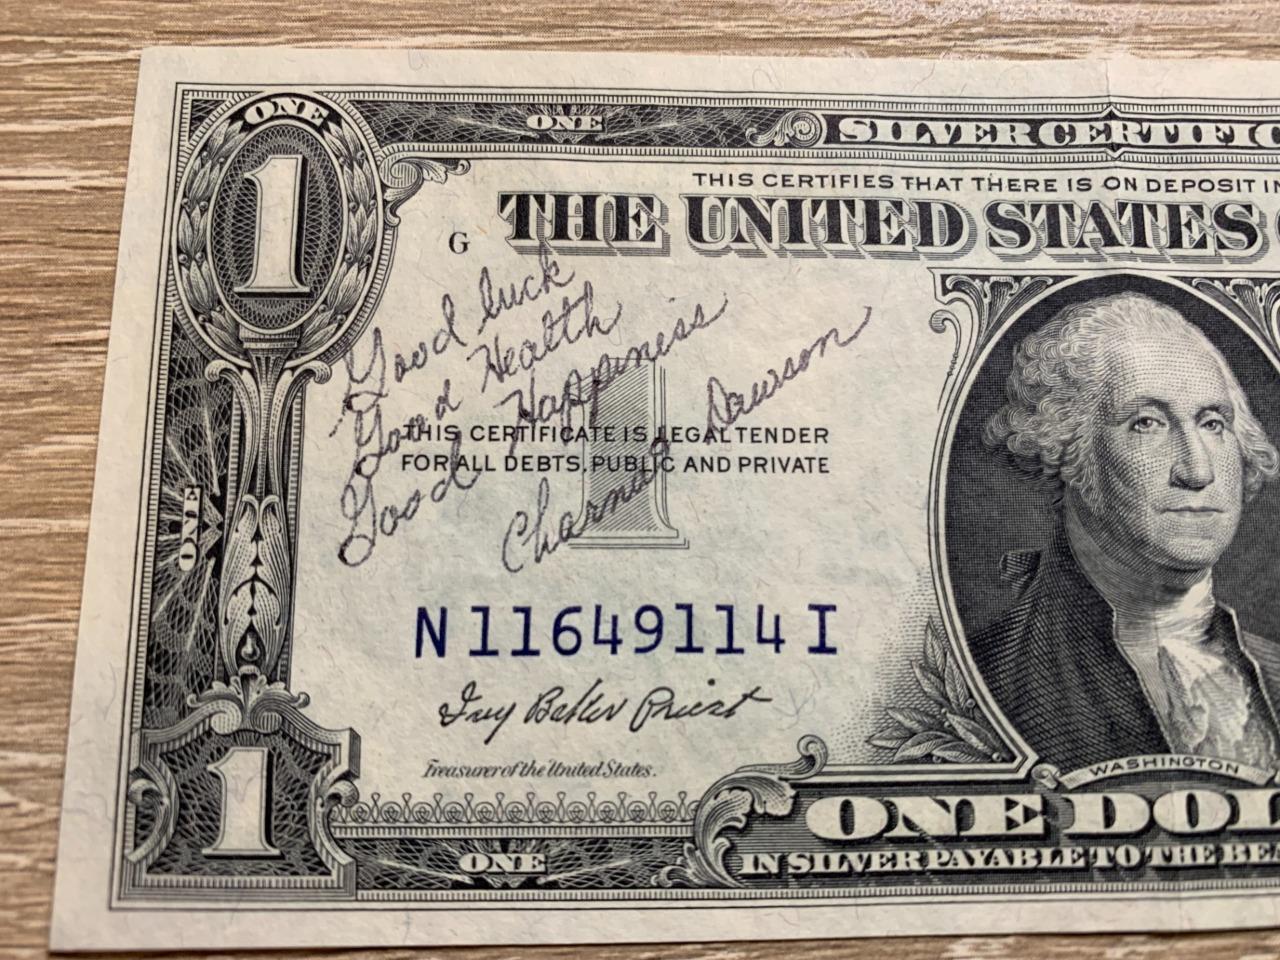 ONE
ONE
SILVER CERTIFIC
1
THIS CERTIFIES THAT THERE IS ON DEPOSIT IN
THE UNITED STATES
G
Good luck
Good Health
Good Happiness
Dawson
1
THIS CERTIFICATE IS LEGAL TENDER
FOR ALL DEBTS, PUBLIC AND PRIVATE
ONE
N11649114I
Ivy Baker Priest
Treasurer of the United States.
WASHINGTON
1
ONE DOL
ONE
IN SILVER PAYABLE TO THE BEA